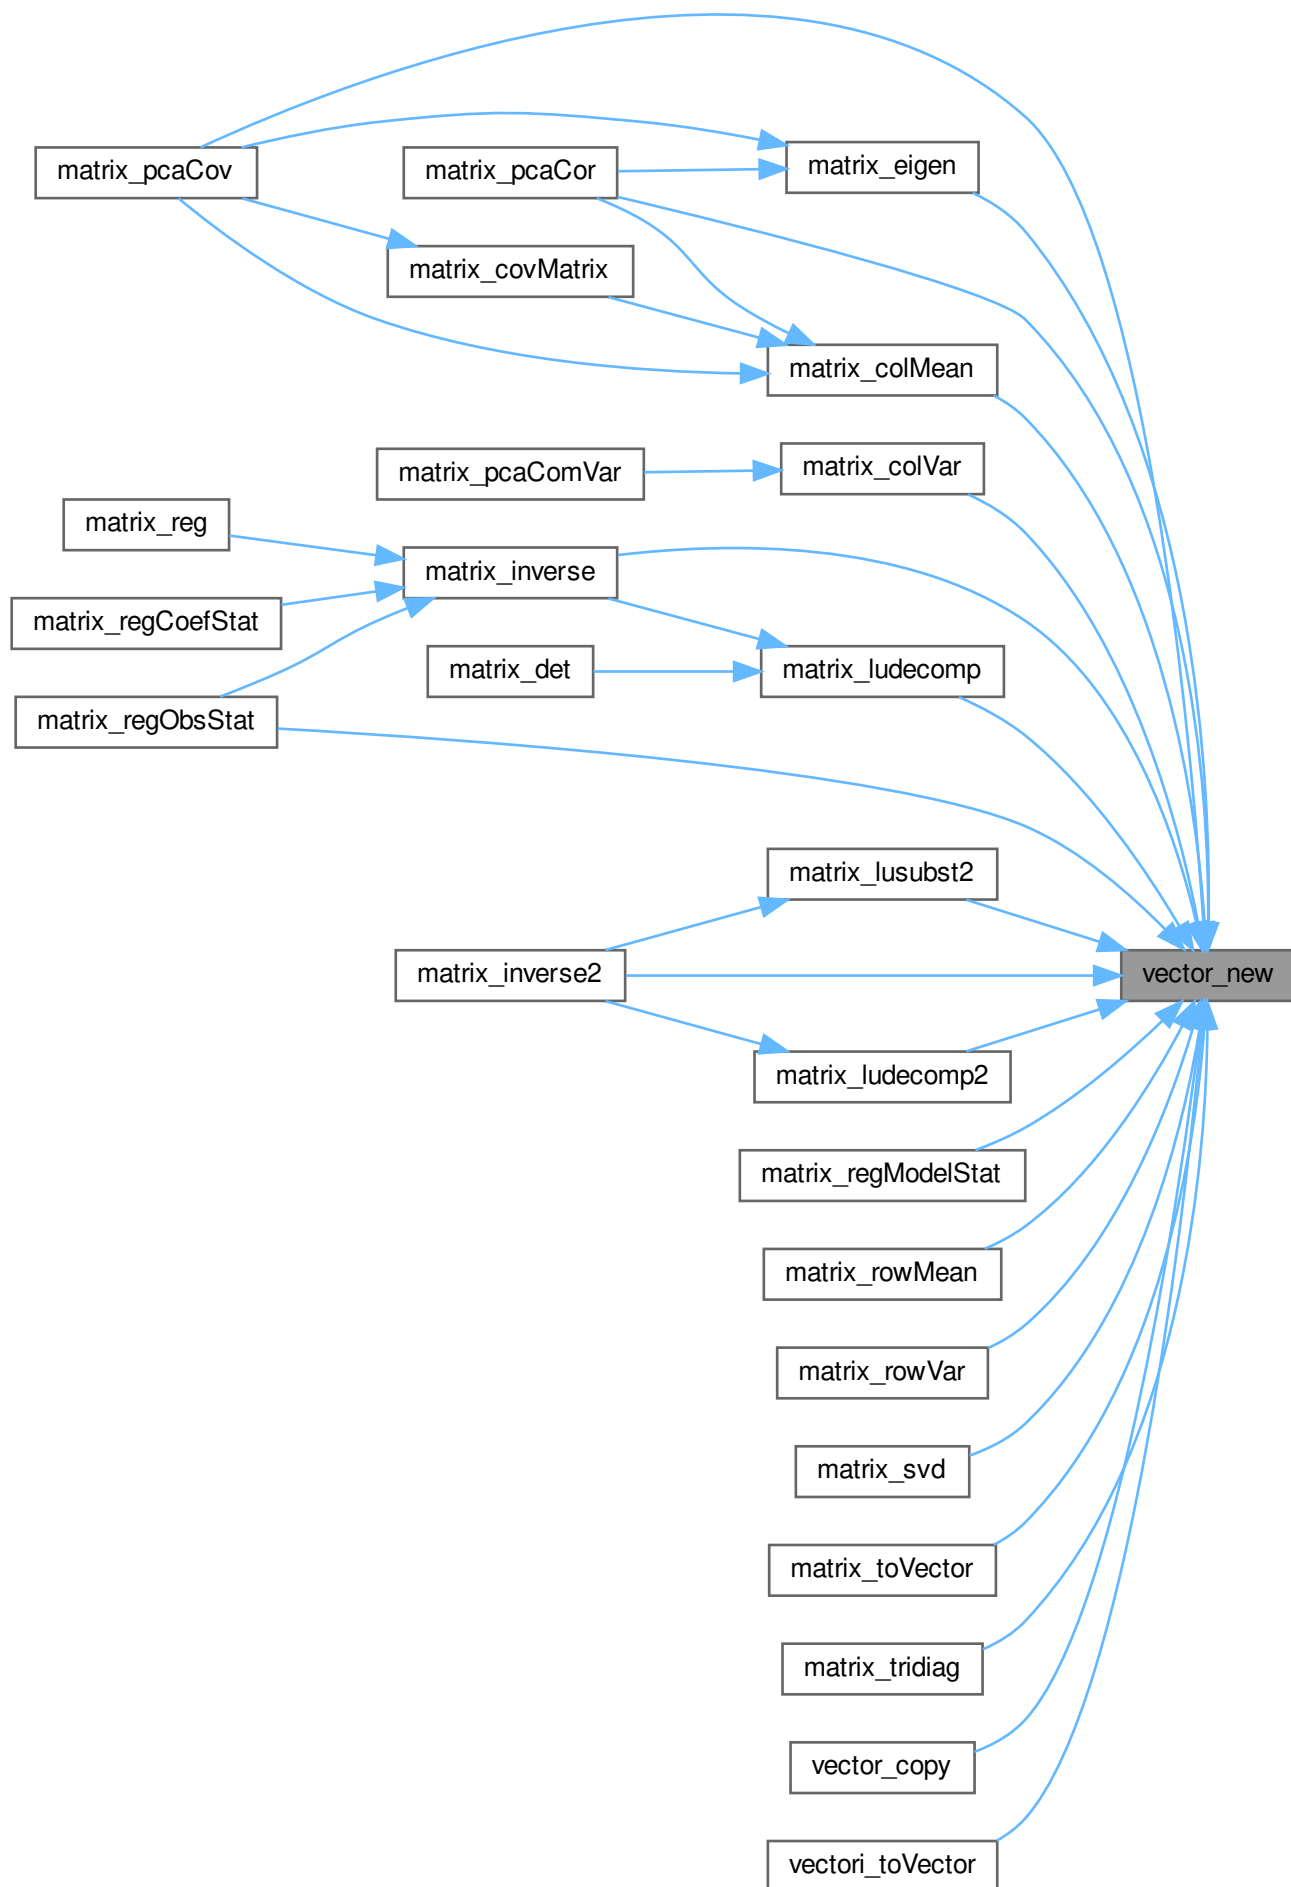 matrix_pcaCov
matrix_pcaCor
matrix_eigen
matrix_covMatrix
matrix_colMean
matrix_colVar
matrix_pcaComVar
matrix_reg
matrix_inverse
matrix_regCoefStat
matrix_det
matrix_ludecomp
matrix_regObsStat
matrix_lusubst2
matrix_inverse2
vector_new
matrix_ludecomp2
matrix_regModelStat
matrix_rowMean
matrix_rowVar
matrix_svd
matrix_toVector
matrix_tridiag
vector_copy
vectori_toVector